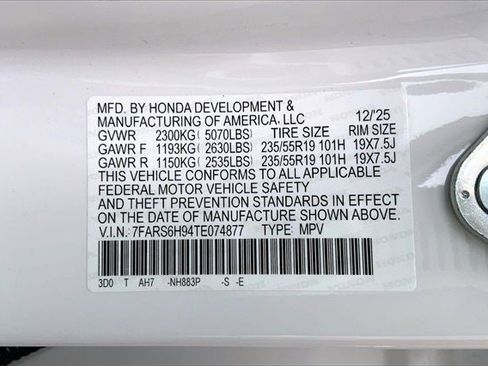 MFD. BY HONDA DEVELOPMENT &
MANUFACTURING OF AMERICA, LLC 12/'25
GVWR 2300KG( 5070LBS) TIRE SIZE RIM SIZE
GAWR F 1193KG( 2630LBS) 235/55R19 101H 19X7.5J
GAWR R 1150KG( 2535LBS) 235/55R19 101H 19X7.5J
THIS VEHICLE CONFORMS TO ALL APPLICABLE
FEDERAL MOTOR VEHICLE SAFETY
AND THEFT PREVENTION STANDARDS IN EFFECT
ON THE DATE OF MANUFACTURE SHOWN ABOVE.
V.I.N.: 7FARS6H94TE074877 TYPE: MPV
3D0 T AH7 -NH883P -S -E